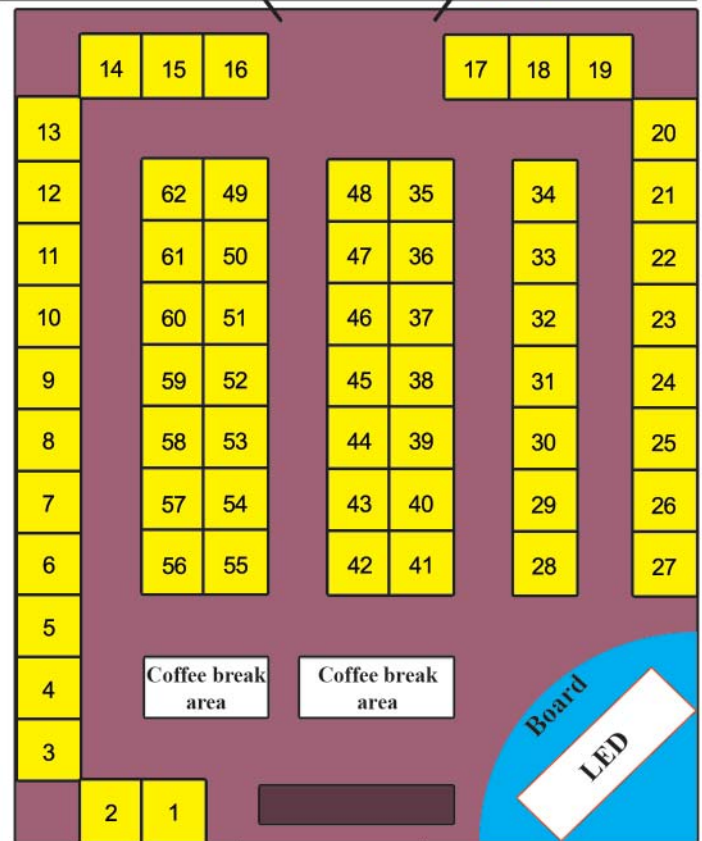 14 15 16 17 18 19
13 20
12 62 49 48 35 34 21
11 61 50 47 36 33 22
10 60 51 46 37 32 23
9 59 52 45 38 31 24
8 58 53 44 39 30 25
7 57 54 43 40 29 26
6 56 55 42 41 28 27
5
4
3
Coffee break
area
Coffee break
area
Board
LED
2 1